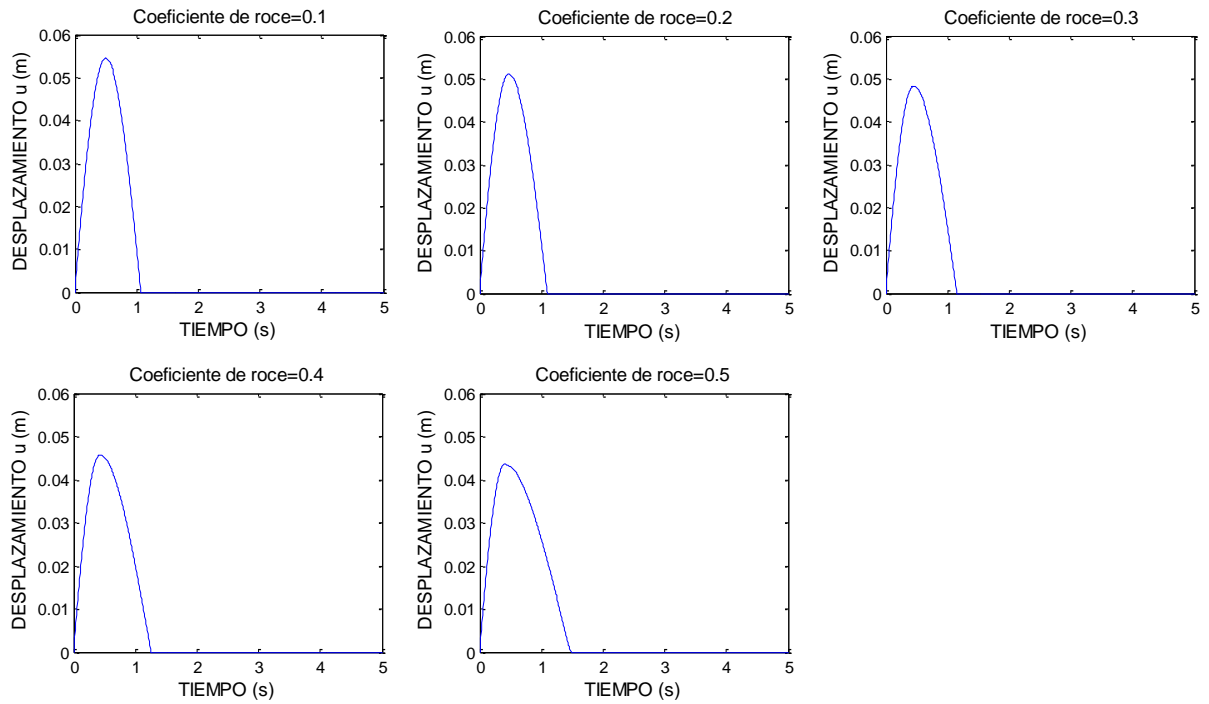 Coeficiente de roce=0.1
0.06
0.05
0.04
0.03
0.02
0.01
0
DESPLAZAMIENTO u (m)
0 1 2 3 4 5
TIEMPO (s)
Coeficiente de roce=0.2
0.06
0.05
0.04
0.03
0.02
0.01
0
DESPLAZAMIENTO u (m)
0 1 2 3 4 5
TIEMPO (s)
Coeficiente de roce=0.3
0.06
0.05
0.04
0.03
0.02
0.01
0
DESPLAZAMIENTO u (m)
0 1 2 3 4 5
TIEMPO (s)
Coeficiente de roce=0.4
0.06
0.05
0.04
0.03
0.02
0.01
0
DESPLAZAMIENTO u (m)
0 1 2 3 4 5
TIEMPO (s)
Coeficiente de roce=0.5
0.06
0.05
0.04
0.03
0.02
0.01
0
DESPLAZAMIENTO u (m)
0 1 2 3 4 5
TIEMPO (s)